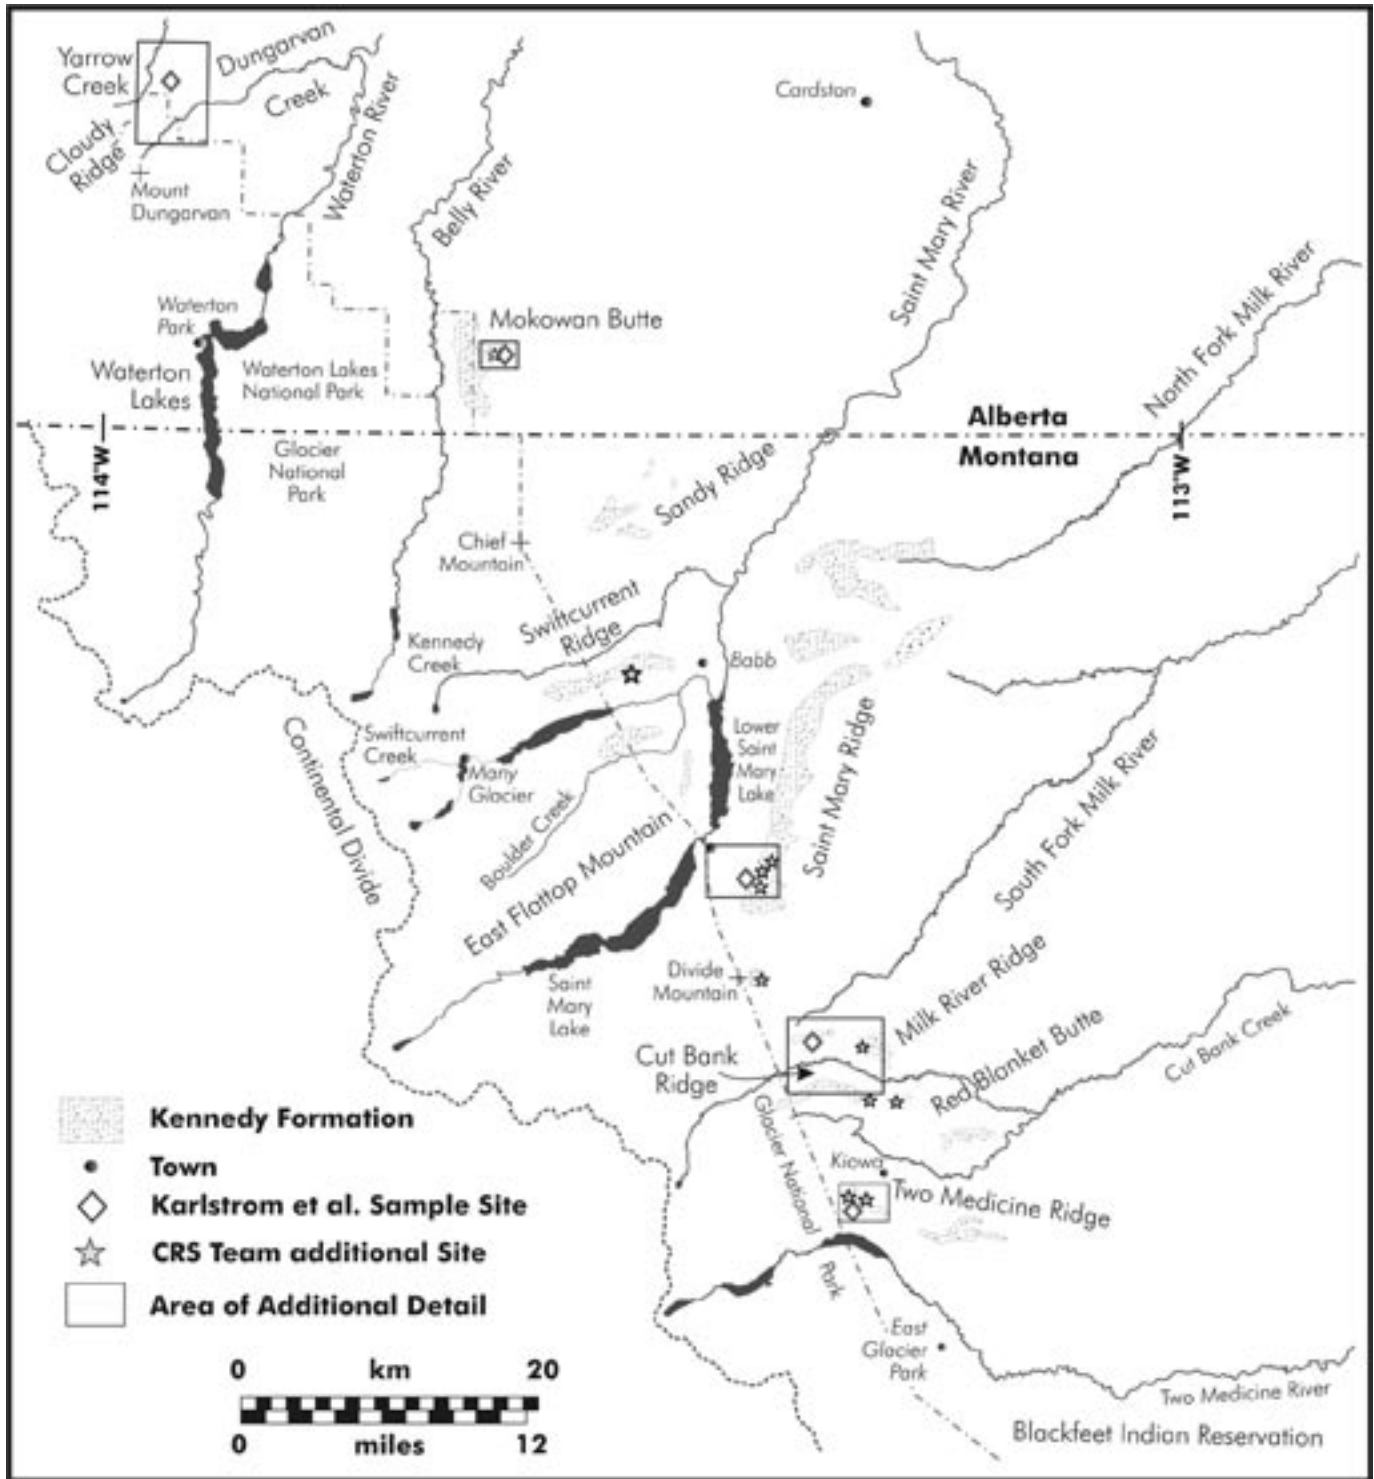 Yarrow
Creek
Dungarvan
Creek
Cloudy
Ridge
Mount
Dungarvan
Waterton River
Belly River
Cardston
Saint Mary River
North Fork Milk River
Waterton
Park
Waterton
Lakes
Waterton Lakes
National Park
Mokowan Butte
Alberta
Montana
114°W
113°W
Glacier
National
Park
Sandy Ridge
Chief
Mountain
Swiftcurrent
Ridge
Kennedy
Creek
Babb
Continental Divide
Swiftcurrent
Creek
Many
Glacier
Lower
Saint
Mary
Lake
Saint Mary Ridge
Boulder Creek
East Flattop Mountain
South Fork Milk River
Saint
Mary
Lake
Divide
Mountain
Milk River Ridge
Cut Bank
Ridge
Red Blanket Butte
Cut Bank Creek
Glacier National
Park
Kiowa
Two Medicine Ridge
East
Glacier
Park
Two Medicine River
Blackfeet Indian Reservation
Kennedy Formation
Town
Karlstrom et al. Sample Site
CRS Team additional Site
Area of Additional Detail
0 km 20
0 miles 12